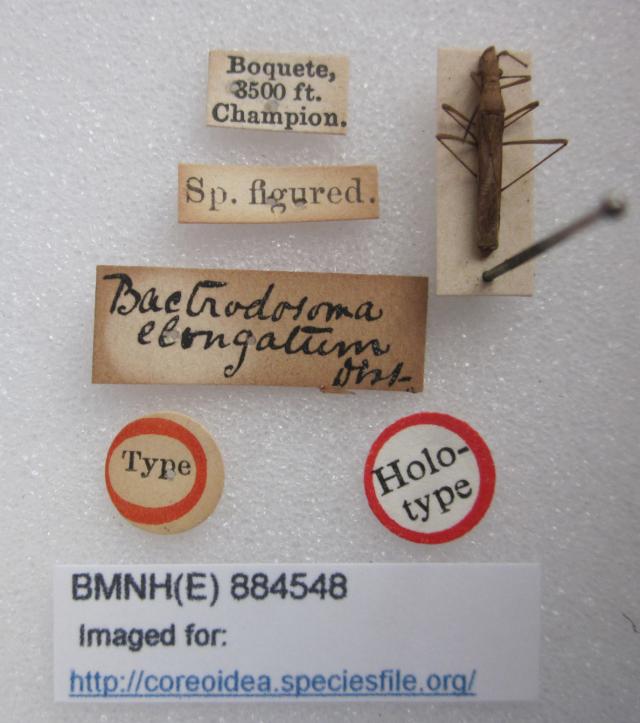 Boquete,
3500 ft.
Champion.
Sp. figured.
Bactrodosoma
elongatum
Dist.
Type
Holo-
type
BMNH(E) 884548
Imaged for:
http://coreoidea.speciesfile.org/